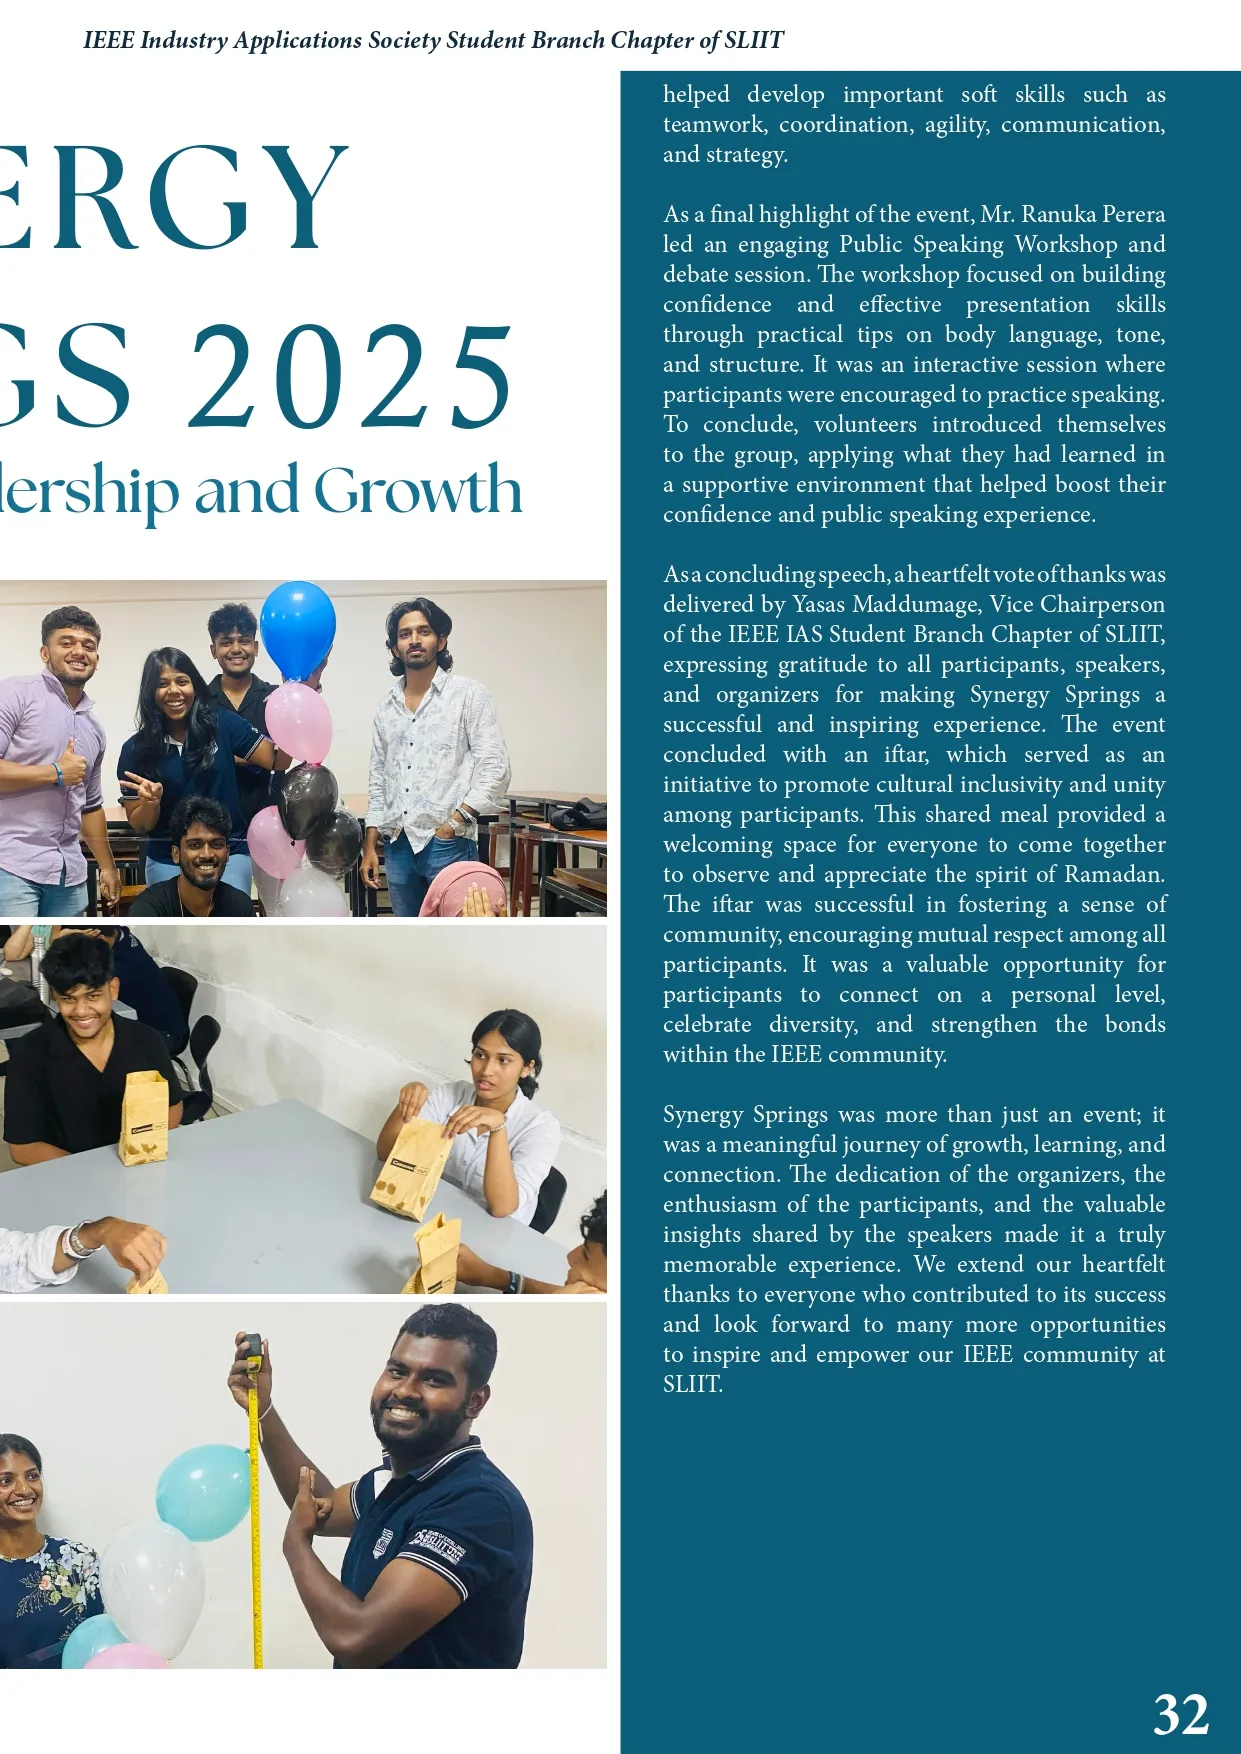 IEEE Industry Applications Society Student Branch Chapter of SLIIT
ERGY
GS 2025
lership and Growth
helped develop important soft skills such as
teamwork, coordination, agility, communication,
and strategy.
As a final highlight of the event, Mr. Ranuka Perera
led an engaging Public Speaking Workshop and
debate session. The workshop focused on building
confidence and effective presentation skills
through practical tips on body language, tone,
and structure. It was an interactive session where
participants were encouraged to practice speaking.
To conclude, volunteers introduced themselves
to the group, applying what they had learned in
a supportive environment that helped boost their
confidence and public speaking experience.
As a concluding speech, a heartfelt vote of thanks was
delivered by Yasas Maddumage, Vice Chairperson
of the IEEE IAS Student Branch Chapter of SLIIT,
expressing gratitude to all participants, speakers,
and organizers for making Synergy Springs a
successful and inspiring experience. The event
concluded with an iftar, which served as an
initiative to promote cultural inclusivity and unity
among participants. This shared meal provided a
welcoming space for everyone to come together
to observe and appreciate the spirit of Ramadan.
The iftar was successful in fostering a sense of
community, encouraging mutual respect among all
participants. It was a valuable opportunity for
participants to connect on a personal level,
celebrate diversity, and strengthen the bonds
within the IEEE community.
Synergy Springs was more than just an event; it
was a meaningful journey of growth, learning, and
connection. The dedication of the organizers, the
enthusiasm of the participants, and the valuable
insights shared by the speakers made it a truly
memorable experience. We extend our heartfelt
thanks to everyone who contributed to its success
and look forward to many more opportunities
to inspire and empower our IEEE community at
SLIIT.
32